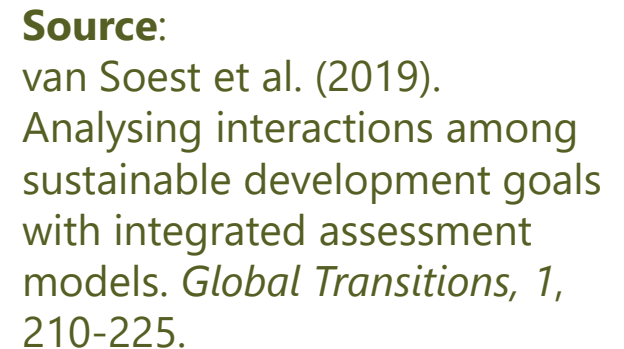 Source:
van Soest et al. (2019).
Analysing interactions among
sustainable development goals
with integrated assessment
models. Global Transitions, 1,
210-225.